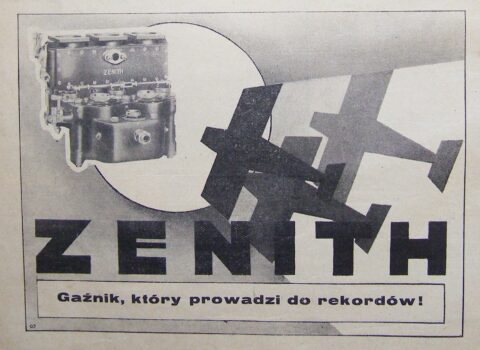 ZENITH
ZENITH
Gaźnik, który prowadzi do rekordów!